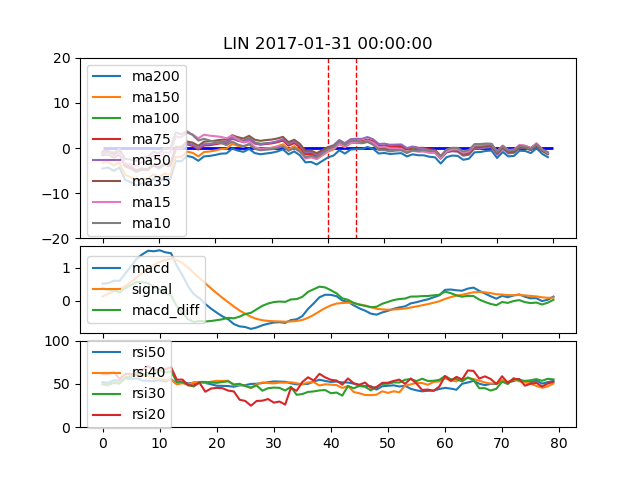 LIN 2017-01-31 00:00:00
20
10
0
−10
−20
ma200
ma150
ma100
ma75
ma50
ma35
ma15
ma10
1
0
macd
signal
macd_diff
100
50
0
rsi50
rsi40
rsi30
rsi20
0 10 20 30 40 50 60 70 80